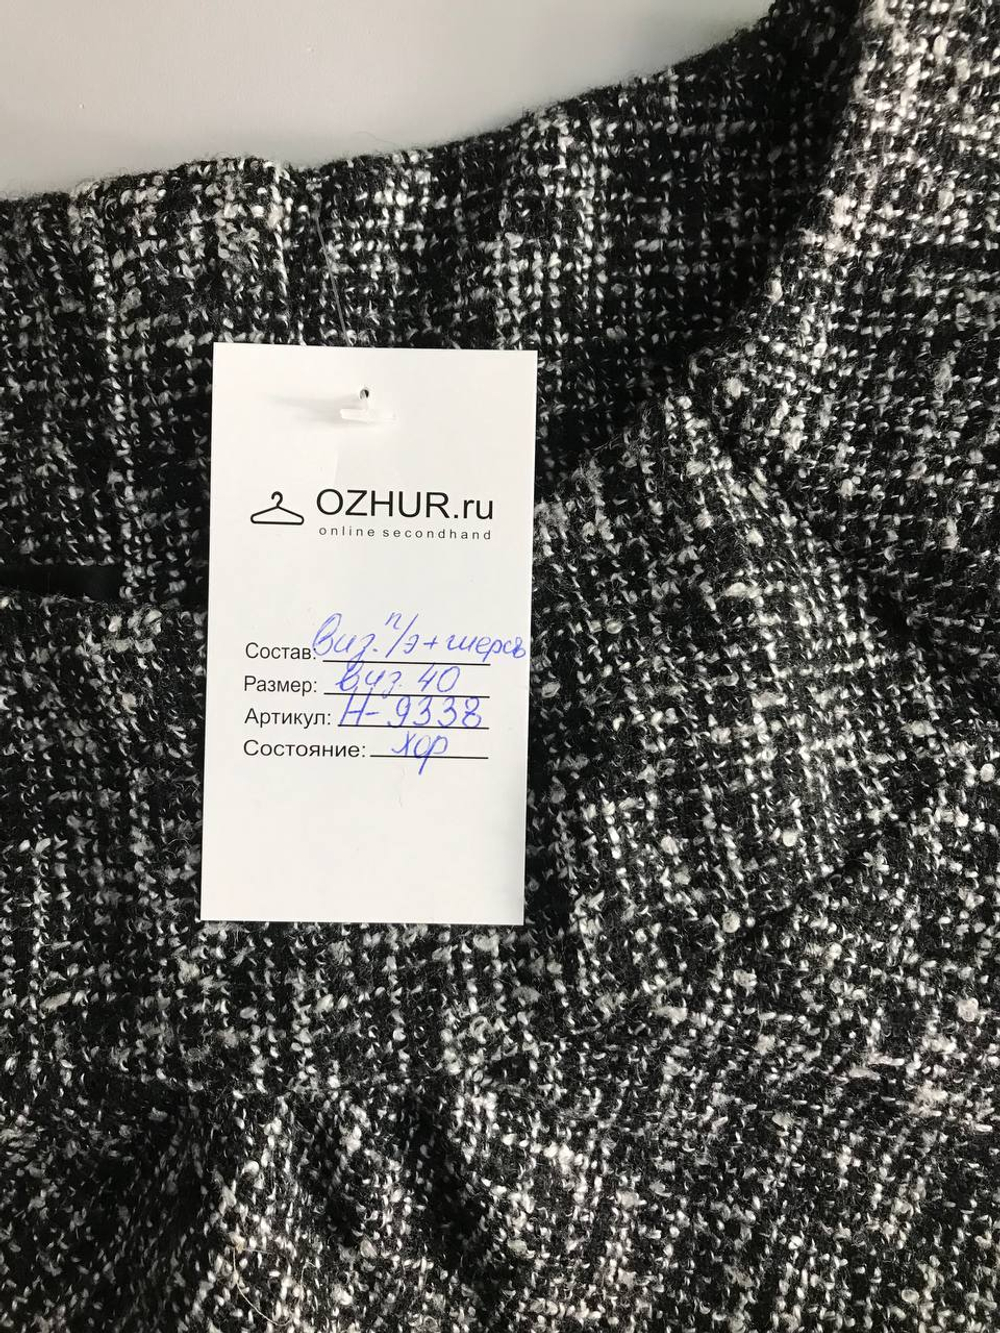 OZHUR.ru
online secondhand
Состав: Виз. п/э + шерсть
Размер: виз. 40
Артикул: Н-9338
Состояние: хор